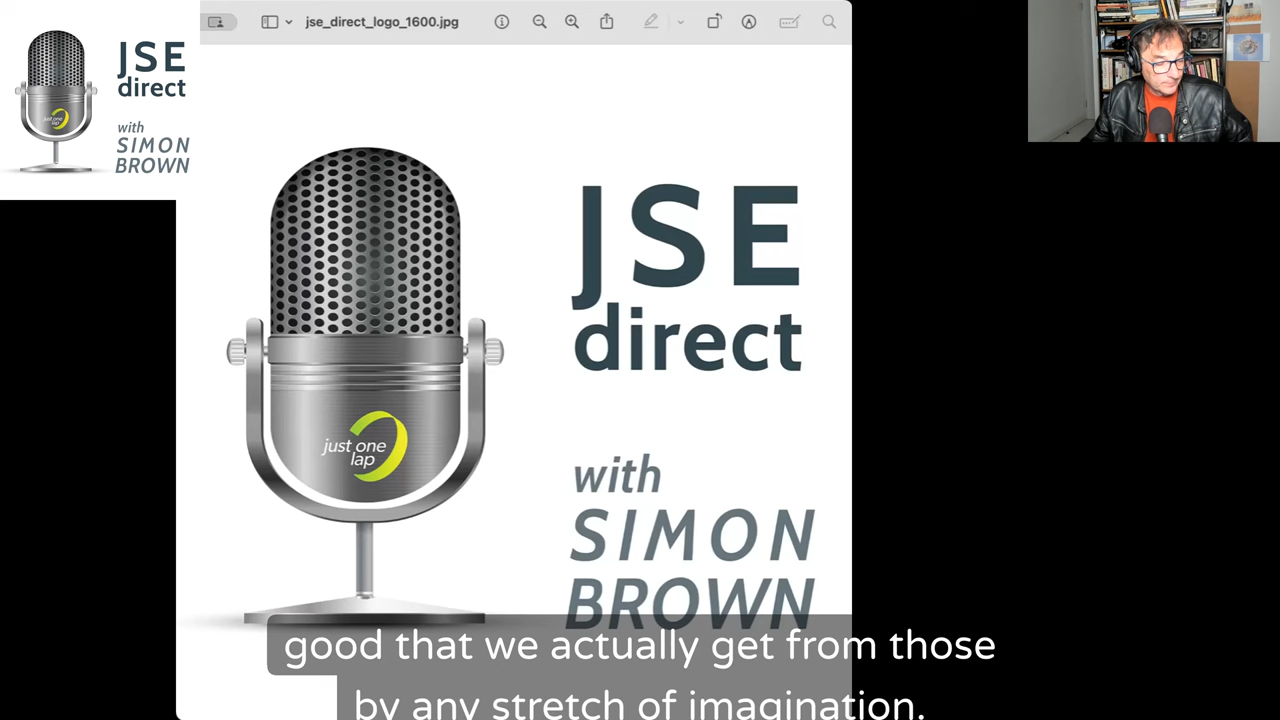 JSE
direct
with
SIMON
BROWN
just one
lap
jse_direct_logo_1600.jpg
JSE
direct
just one
lap
with
SIMON
BROWN
good that we actually get from those
by any stretch of imagination.